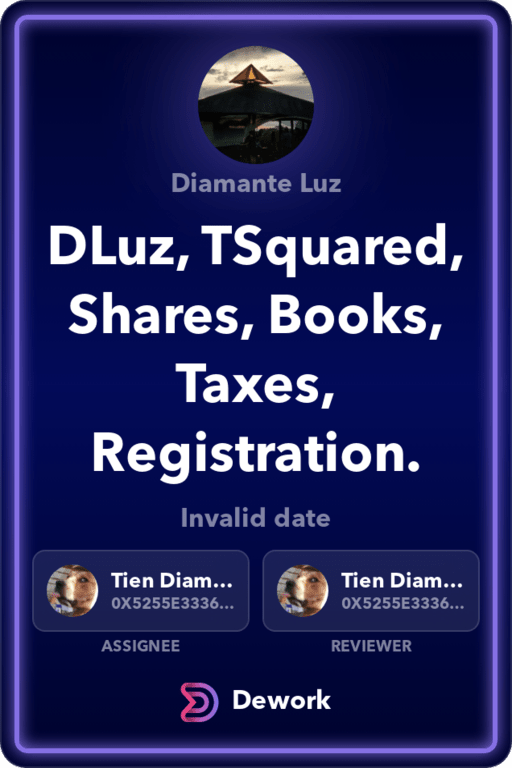 Diamante Luz
DLuz, TSquared,
Shares, Books,
Taxes,
Registration.
Invalid date
Tien Diam...
0X5255E3336...
ASSIGNEE
Tien Diam...
0X5255E3336...
REVIEWER
Dework